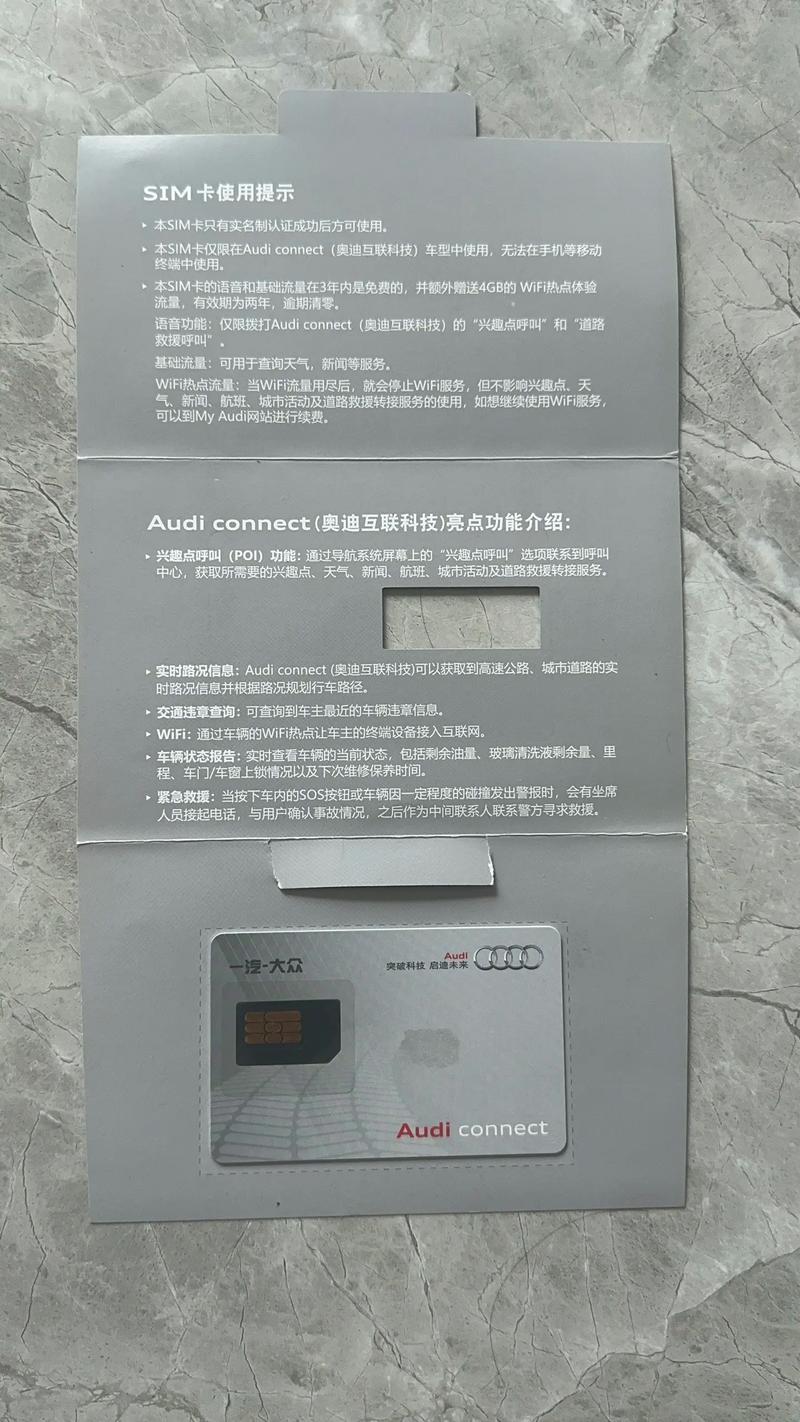 SIM卡使用提示
▸ 本SIM卡只有实名制认证成功后方可使用。
▸ 本SIM卡仅限在Audi connect（奥迪互联科技）车型中使用，无法在手机等移动
终端中使用。
▸ 本SIM卡的语音和基础流量在3年内是免费的，并额外赠送4GB的 WiFi热点体验
流量，有效期为两年，逾期清零。
语音功能：仅限拨打Audi connect（奥迪互联科技）的“兴趣点呼叫”和“道路
救援呼叫”。
基础流量：可用于查询天气，新闻等服务。
WiFi热点流量：当WiFi流量用尽后，就会停止WiFi服务，但不影响兴趣点、天
气、新闻、航班、城市活动及道路救援转接服务的使用，如想继续使用WiFi服务，
可以到My Audi网站进行续费。
Audi connect(奥迪互联科技)亮点功能介绍：
▸ 兴趣点呼叫（POI）功能：通过导航系统屏幕上的“兴趣点呼叫”选项联系到呼叫
中心，获取所需要的兴趣点、天气、新闻、航班、城市活动及道路救援转接服务。
▸ 实时路况信息：Audi connect (奥迪互联科技)可以获取到高速公路、城市道路的实
时路况信息并根据路况规划行车路径。
▸ 交通违章查询：可查询到车主最近的车辆违章信息。
▸ WiFi：通过车辆的WiFi热点让车主的终端设备接入互联网。
▸ 车辆状态报告：实时查看车辆的当前状态，包括剩余油量、玻璃清洗液剩余量、里
程、车门/车窗上锁情况以及下次维修保养时间。
▸ 紧急救援：当按下车内的SOS按钮或车辆因一定程度的碰撞发出警报时，会有坐席
人员接起电话，与用户确认事故情况，之后作为中间联系人联系警方寻求救援。
一汽-大众
Audi
突破科技 启迪未来
Audi connect